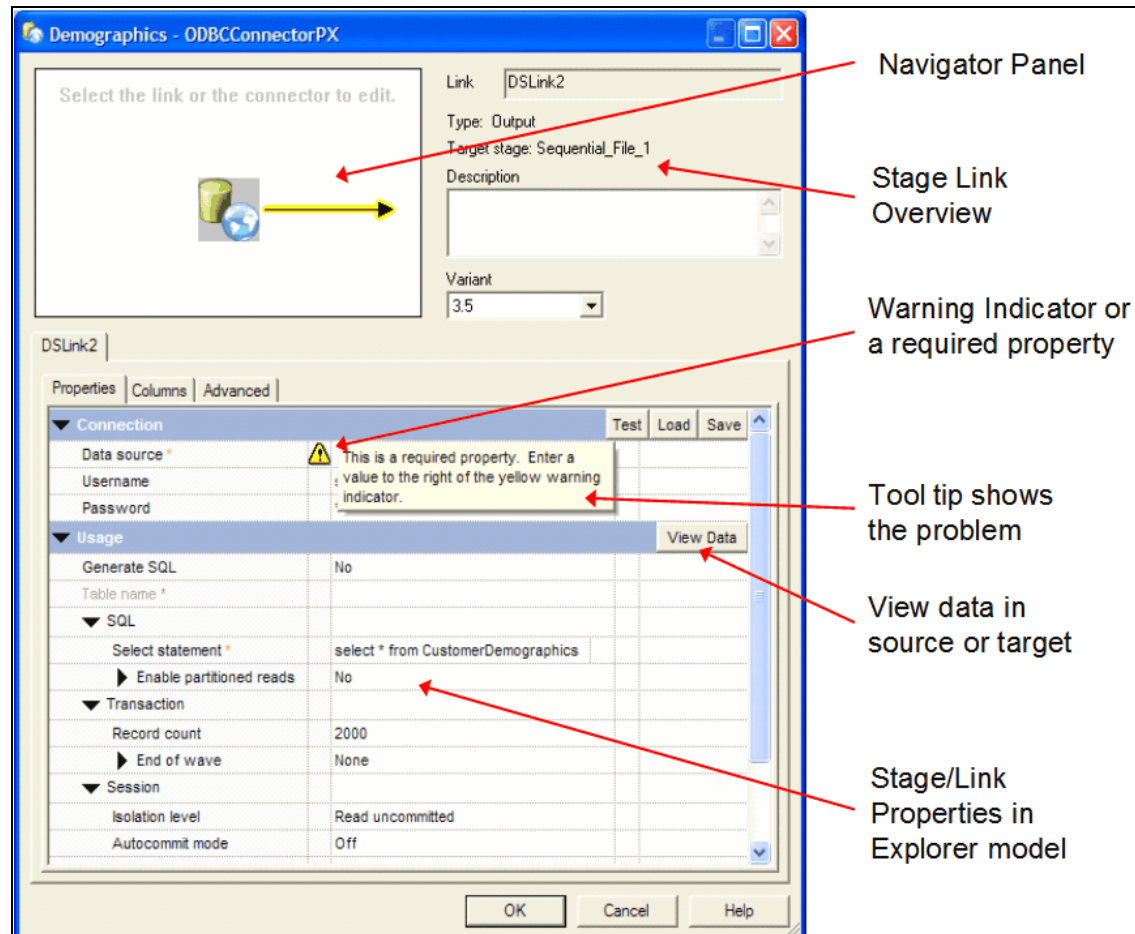 Demographics - ODBCConnectorPX
Select the link or the connector to edit.
Link DSLink2
Type: Output
Target stage: Sequential_File_1
Description
Variant
3.5
Navigator Panel
Stage Link
Overview
Warning Indicator or
a required property
Tool tip shows
the problem
View data in
source or target
Stage/Link
Properties in
Explorer model
DSLink2
Properties Columns Advanced
Connection Test Load Save
Data source *
This is a required property. Enter a
value to the right of the yellow warning
indicator.
Username
Password
Usage View Data
Generate SQL No
Table name *
SQL
Select statement * select * from CustomerDemographics
Enable partitioned reads No
Transaction
Record count 2000
End of wave None
Session
Isolation level Read uncommitted
Autocommit mode Off
OK Cancel Help